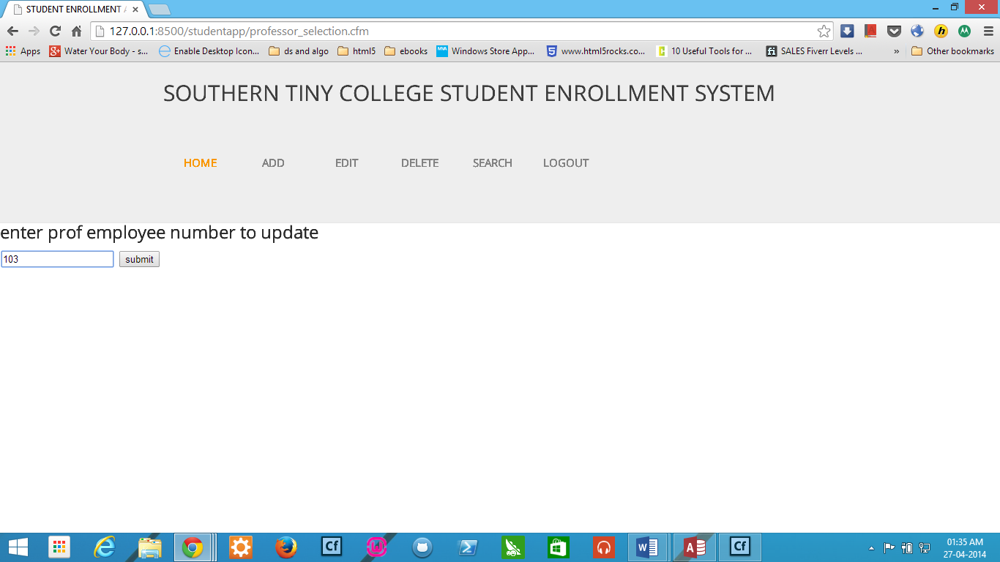 STUDENT ENROLLMENT
127.0.0.1:8500/studentapp/professor_selection.cfm
Apps Water Your Body - s... Enable Desktop Icon... ds and algo html5 ebooks Windows Store App... www.html5rocks.co... 10 Useful Tools for ... SALES Fiverr Levels ... » Other bookmarks
SOUTHERN TINY COLLEGE STUDENT ENROLLMENT SYSTEM
HOME ADD EDIT DELETE SEARCH LOGOUT
enter prof employee number to update
103 submit
01:35 AM
27-04-2014